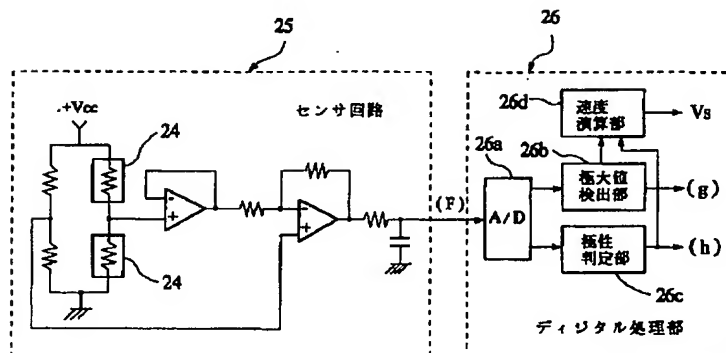 25
26
センサ回路
+Vcc
24
24
(F)
26a
A/D
26d
速度
演算部
Vs
26b
極大値
検出部
(g)
極性
判定部
(h)
26c
ディジタル処理部